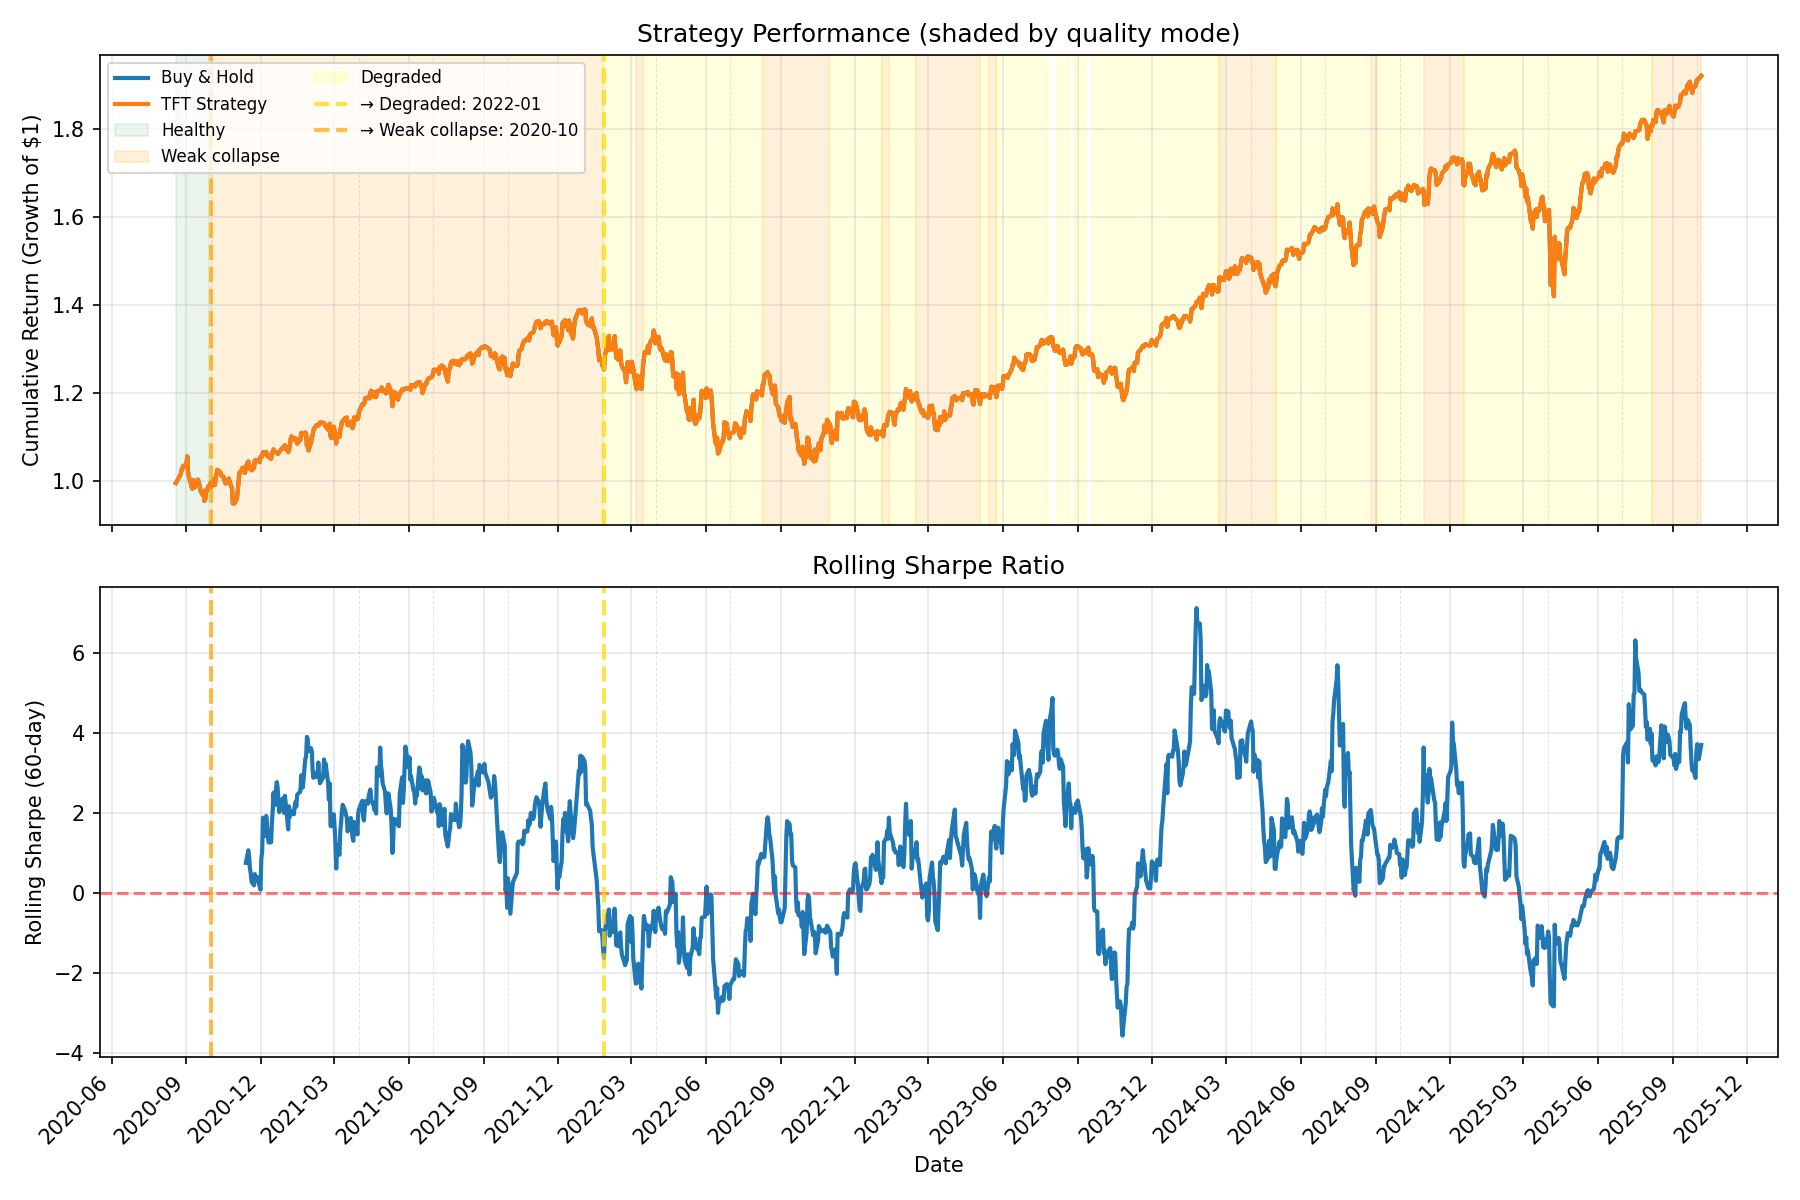 Strategy Performance (shaded by quality mode)
Cumulative Return (Growth of $1)
1.8
1.6
1.4
1.2
1.0
Buy & Hold
TFT Strategy
Healthy
Weak collapse
Degraded
→ Degraded: 2022-01
→ Weak collapse: 2020-10
Rolling Sharpe Ratio
Rolling Sharpe (60-day)
6
4
2
0
−2
−4
2020-06
2020-09
2020-12
2021-03
2021-06
2021-09
2021-12
2022-03
2022-06
2022-09
2022-12
2023-03
2023-06
2023-09
2023-12
2024-03
2024-06
2024-09
2024-12
2025-03
2025-06
2025-09
2025-12
Date